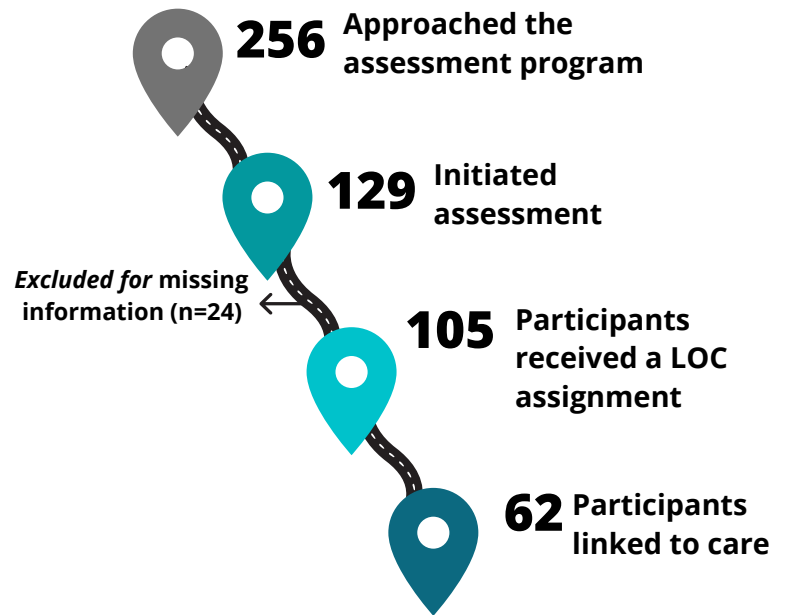 256
Approached the
assessment program
129
Initiated
assessment
Excluded for missing
information (n=24)
105
Participants
received a LOC
assignment
62
Participants
linked to care